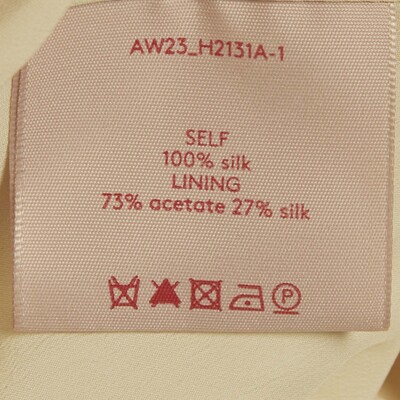 AW23_H2131A-1
SELF
100% silk
LINING
73% acetate 27% silk
P